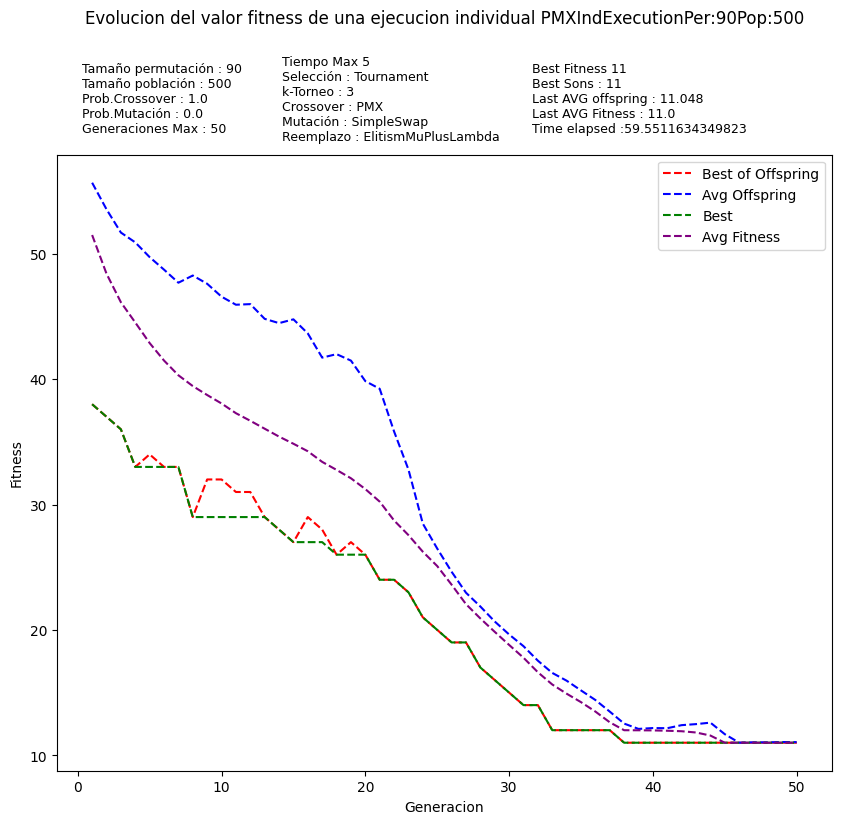 Evolucion del valor fitness de una ejecucion individual PMXIndExecutionPer:90Pop:500
Tamaño permutación : 90
Tamaño población : 500
Prob.Crossover : 1.0
Prob.Mutación : 0.0
Generaciones Max : 50
Tiempo Max 5
Selección : Tournament
k-Torneo : 3
Crossover : PMX
Mutación : SimpleSwap
Reemplazo : ElitismMuPlusLambda
Best Fitness 11
Best Sons : 11
Last AVG offspring : 11.048
Last AVG Fitness : 11.0
Time elapsed :59.5511634349823
Best of Offspring
Avg Offspring
Best
Avg Fitness
Fitness
50
40
30
20
10
0
10
20
30
40
50
Generacion